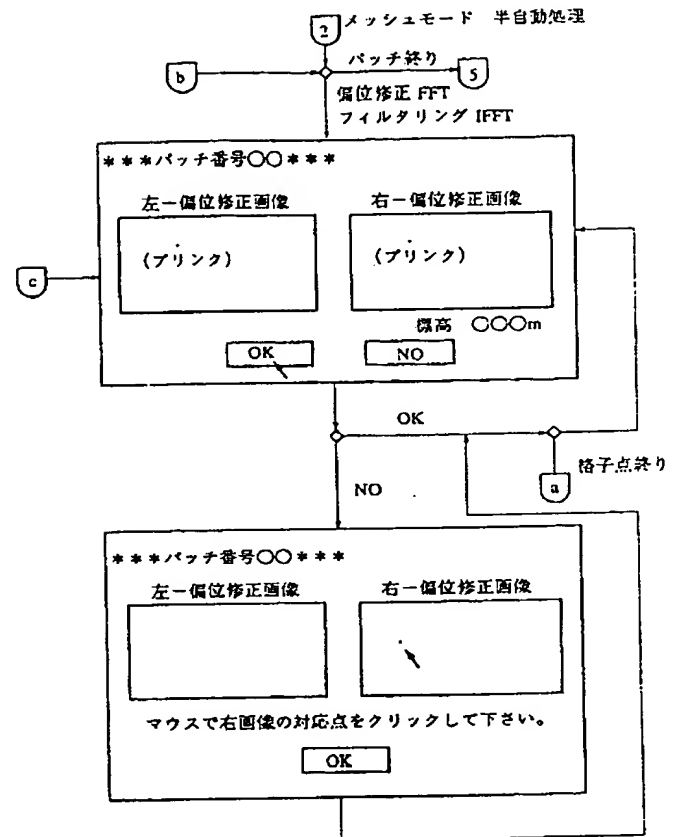 2 メッシュモード 半自動処理
b パッチ終り 5
偏位修正 FFT
フィルタリング IFFT
***パッチ番号○○***
左一偏位修正画像 右一偏位修正画像
(ブリンク) (ブリンク)
c
標高 ○○○m
OK NO
OK
格子点終り
a
NO
***パッチ番号○○***
左一偏位修正画像 右一偏位修正画像
マウスで右画像の対応点をクリックして下さい。
OK